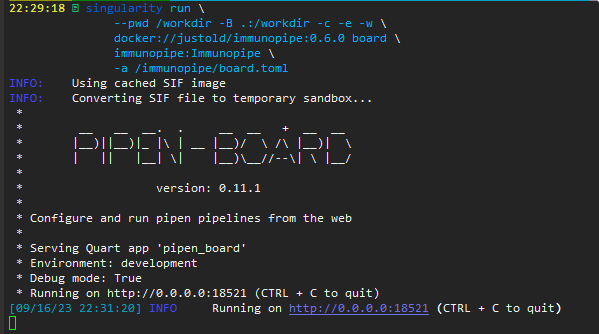 22:29:18 singularity run \
--pwd /workdir -B .:/workdir -c -e -w \
docker://justold/immunopipe:0.6.0 board \
immunopipe:Immunopipe \
-a /immunopipe/board.toml
INFO: Using cached SIF image
INFO: Converting SIF file to temporary sandbox...
*
* __ __ __. . __ __ + __ __
* |__)||__)|_ |\ | __ |__)/ \ /\ |__)| \
* | || |__| \| |__)\__//--\| \ |__/
*
* version: 0.11.1
*
* Configure and run pipen pipelines from the web
*
* Serving Quart app 'pipen_board'
* Environment: development
* Debug mode: True
* Running on http://0.0.0.0:18521 (CTRL + C to quit)
[09/16/23 22:31:20] INFO Running on http://0.0.0.0:18521 (CTRL + C to quit)